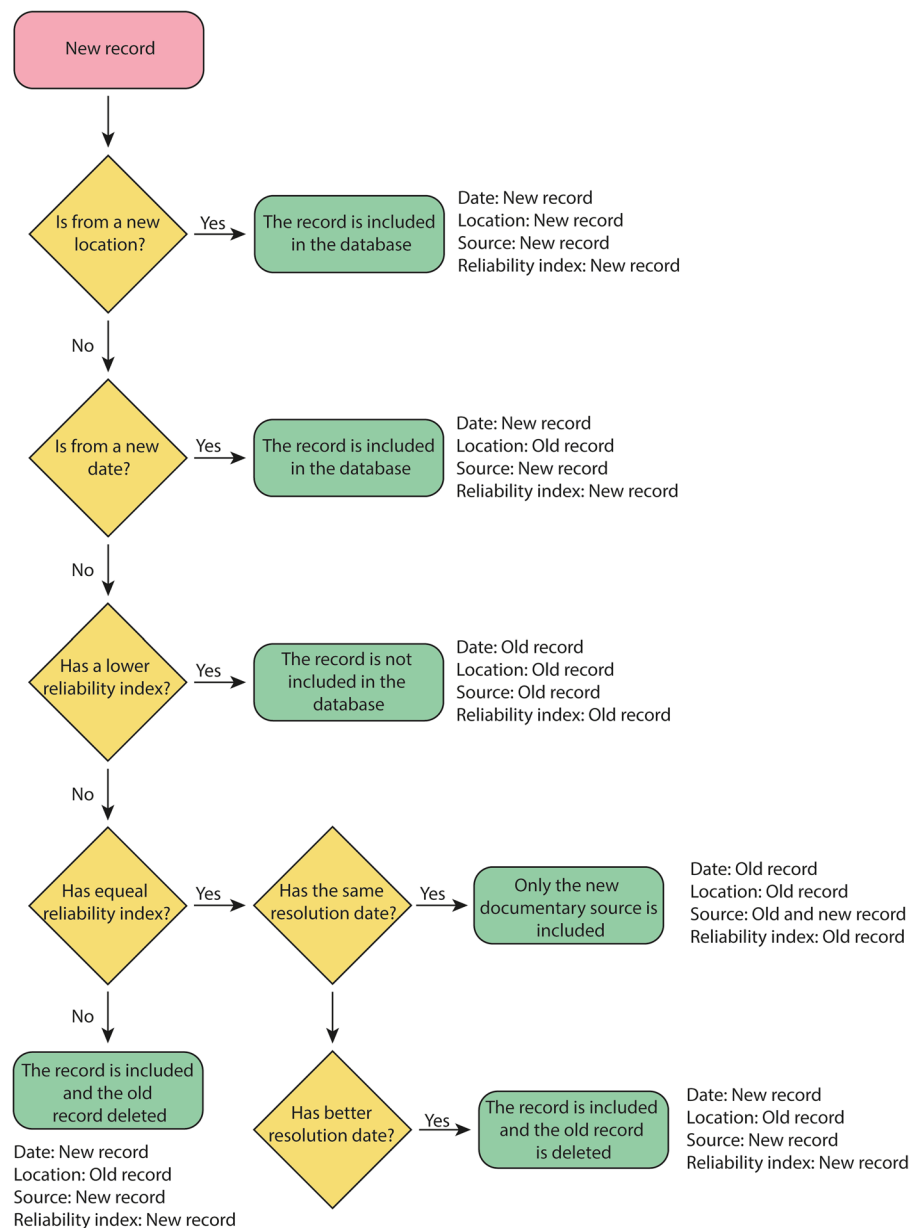 New record
Is from a new
location?
Yes
The record is included
in the database
Date: New record
Location: New record
Source: New record
Reliability index: New record
No
Is from a new
date?
Yes
The record is included
in the database
Date: New record
Location: Old record
Source: New record
Reliability index: New record
No
Has a lower
reliability index?
Yes
The record is not
included in the
database
Date: Old record
Location: Old record
Source: Old record
Reliability index: Old record
No
Has equeal
reliability index?
Yes
Has the same
resolution date?
Yes
Only the new
documentary source is
included
Date: Old record
Location: Old record
Source: Old and new record
Reliability index: Old record
No
The record is included
and the old
record deleted
Date: New record
Location: Old record
Source: New record
Reliability index: New record
Has better
resolution date?
Yes
The record is included
and the old record
is deleted
Date: New record
Location: Old record
Source: New record
Reliability index: New record